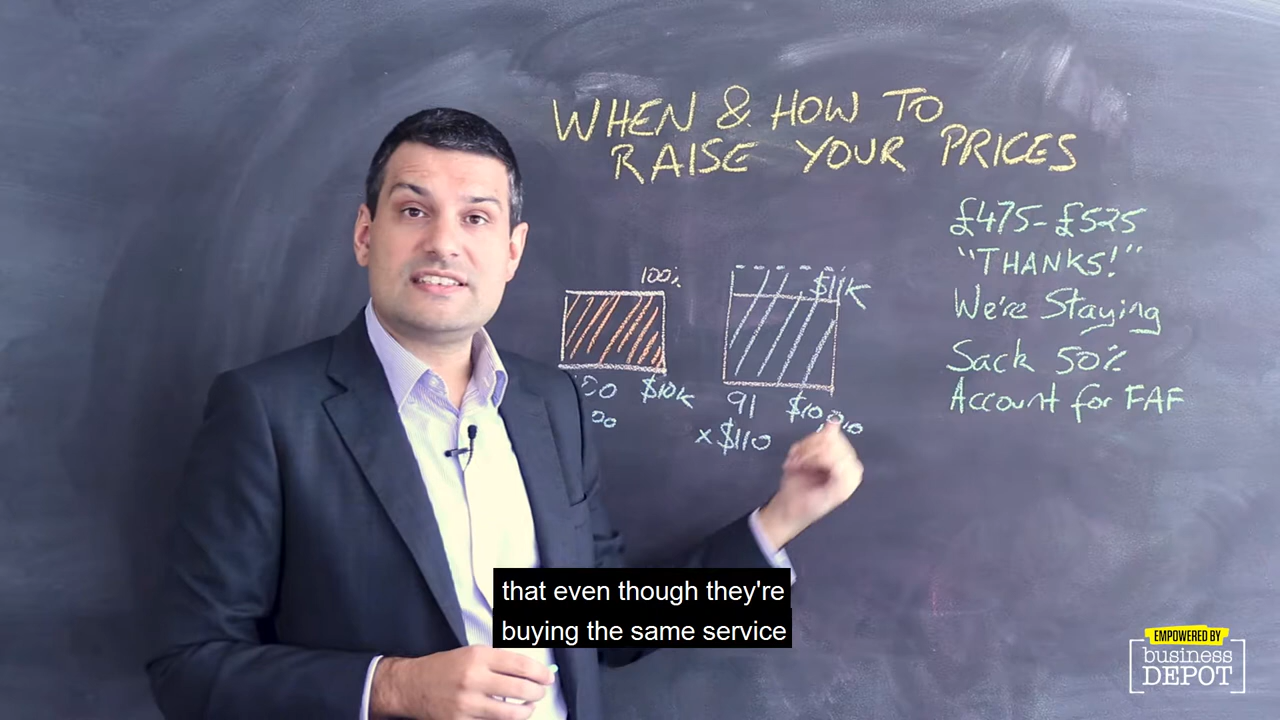 WHEN & HOW TO
RAISE YOUR PRICES
£475-£525
"THANKS!"
We're Staying
Sack 50%
Account for FAF
100%
$10K
$11K
91
x $110
that even though they're
buying the same service
EMPOWERED BY
business
DEPOT